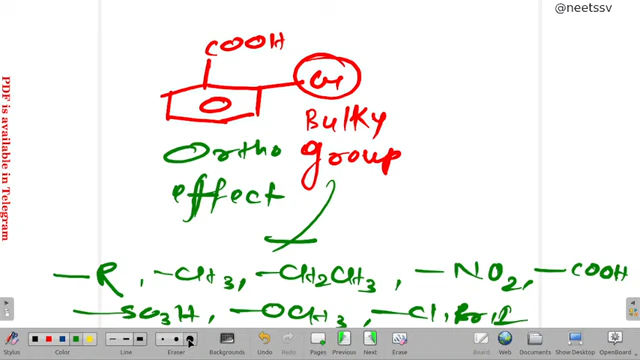 @neetssv
COOH
G
Bulky
Ortho group
effect
—R, —CH3, —CH2CH3, —NO2, —COOH
—SO3H, —OCH3, —Cl, Br, I
PDF is available in Telegram
Stylus Color Line Eraser Backgrounds Undo Redo Pages Previous Next Erase Board Web Documents Show Desktop OpenBoard